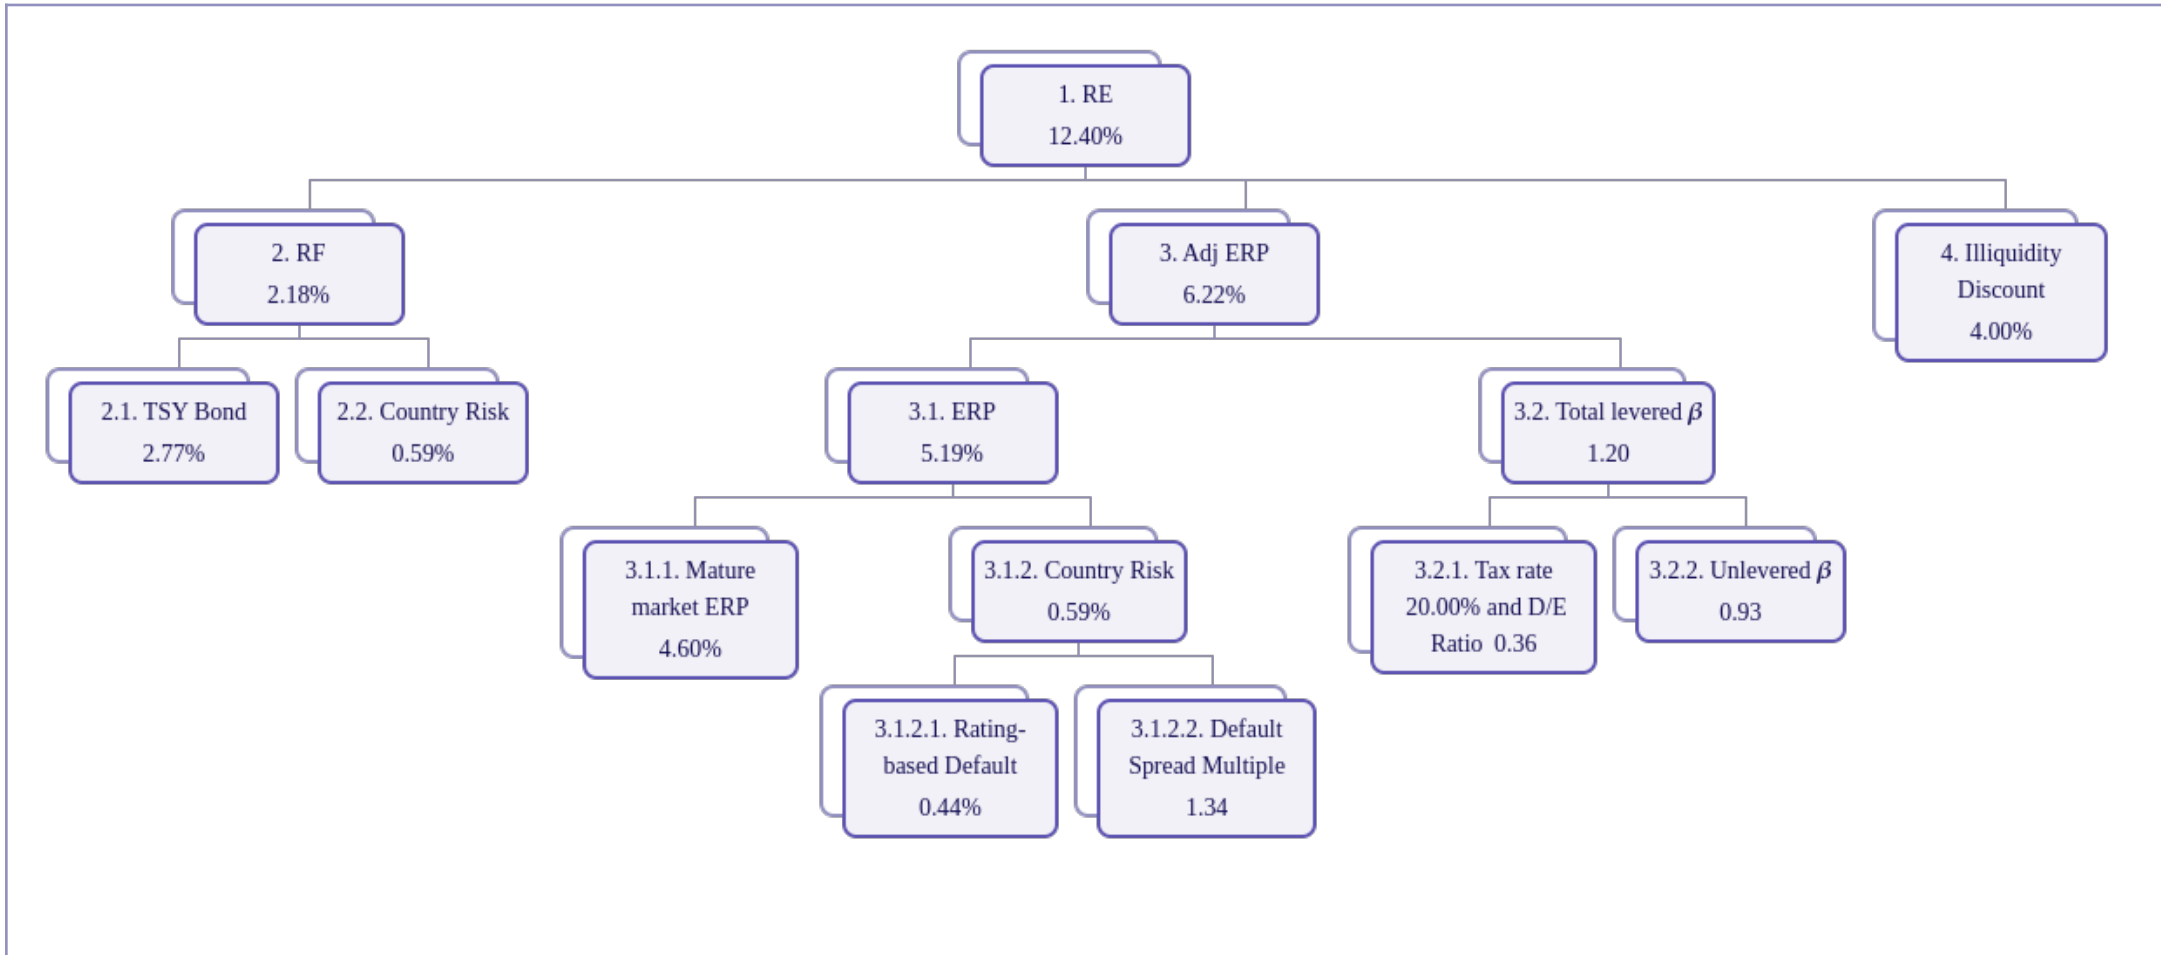 1. RE
12.40%
2. RF
2.18%
3. Adj ERP
6.22%
4. Illiquidity
Discount
4.00%
2.1. TSY Bond
2.77%
2.2. Country Risk
0.59%
3.1. ERP
5.19%
3.2. Total levered β
1.20
3.1.1. Mature
market ERP
4.60%
3.1.2. Country Risk
0.59%
3.2.1. Tax rate
20.00% and D/E
Ratio 0.36
3.2.2. Unlevered β
0.93
3.1.2.1. Rating-
based Default
0.44%
3.1.2.2. Default
Spread Multiple
1.34